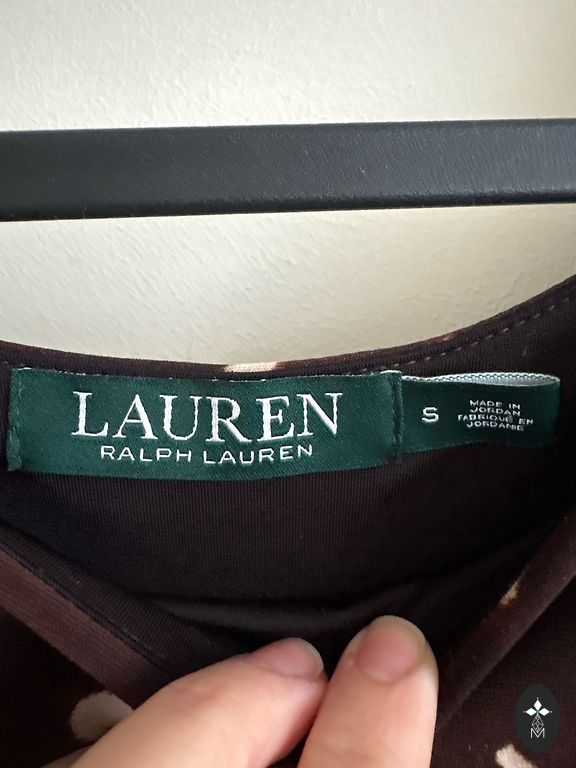 LAUREN
RALPH LAUREN
S
MADE IN
JORDAN
FABRIQUÉ EN
JORDANIE